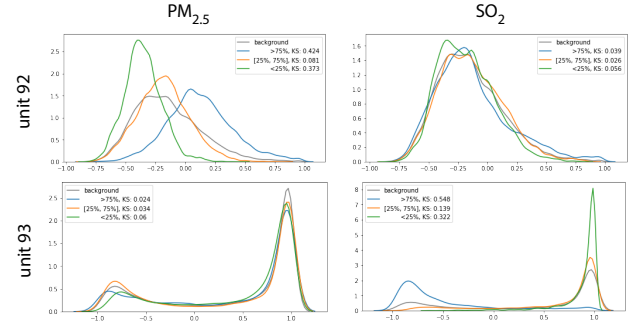 PM2.5 SO2
unit 92
background
>75%, KS: 0.424
[25%, 75%], KS: 0.081
<25%, KS: 0.373
2.5
2.0
1.5
1.0
0.5
0.0
−1.00 −0.75 −0.50 −0.25 0.00 0.25 0.50 0.75 1.00
background
>75%, KS: 0.039
[25%, 75%], KS: 0.026
<25%, KS: 0.056
1.6
1.4
1.2
1.0
0.8
0.6
0.4
0.2
0.0
−1.00 −0.75 −0.50 −0.25 0.00 0.25 0.50 0.75 1.00
unit 93
background
>75%, KS: 0.024
[25%, 75%], KS: 0.034
<25%, KS: 0.06
2.5
2.0
1.5
1.0
0.5
0.0
−1.0 −0.5 0.0 0.5 1.0
background
>75%, KS: 0.548
[25%, 75%], KS: 0.139
<25%, KS: 0.322
8
7
6
5
4
3
2
1
0
−1.0 −0.5 0.0 0.5 1.0